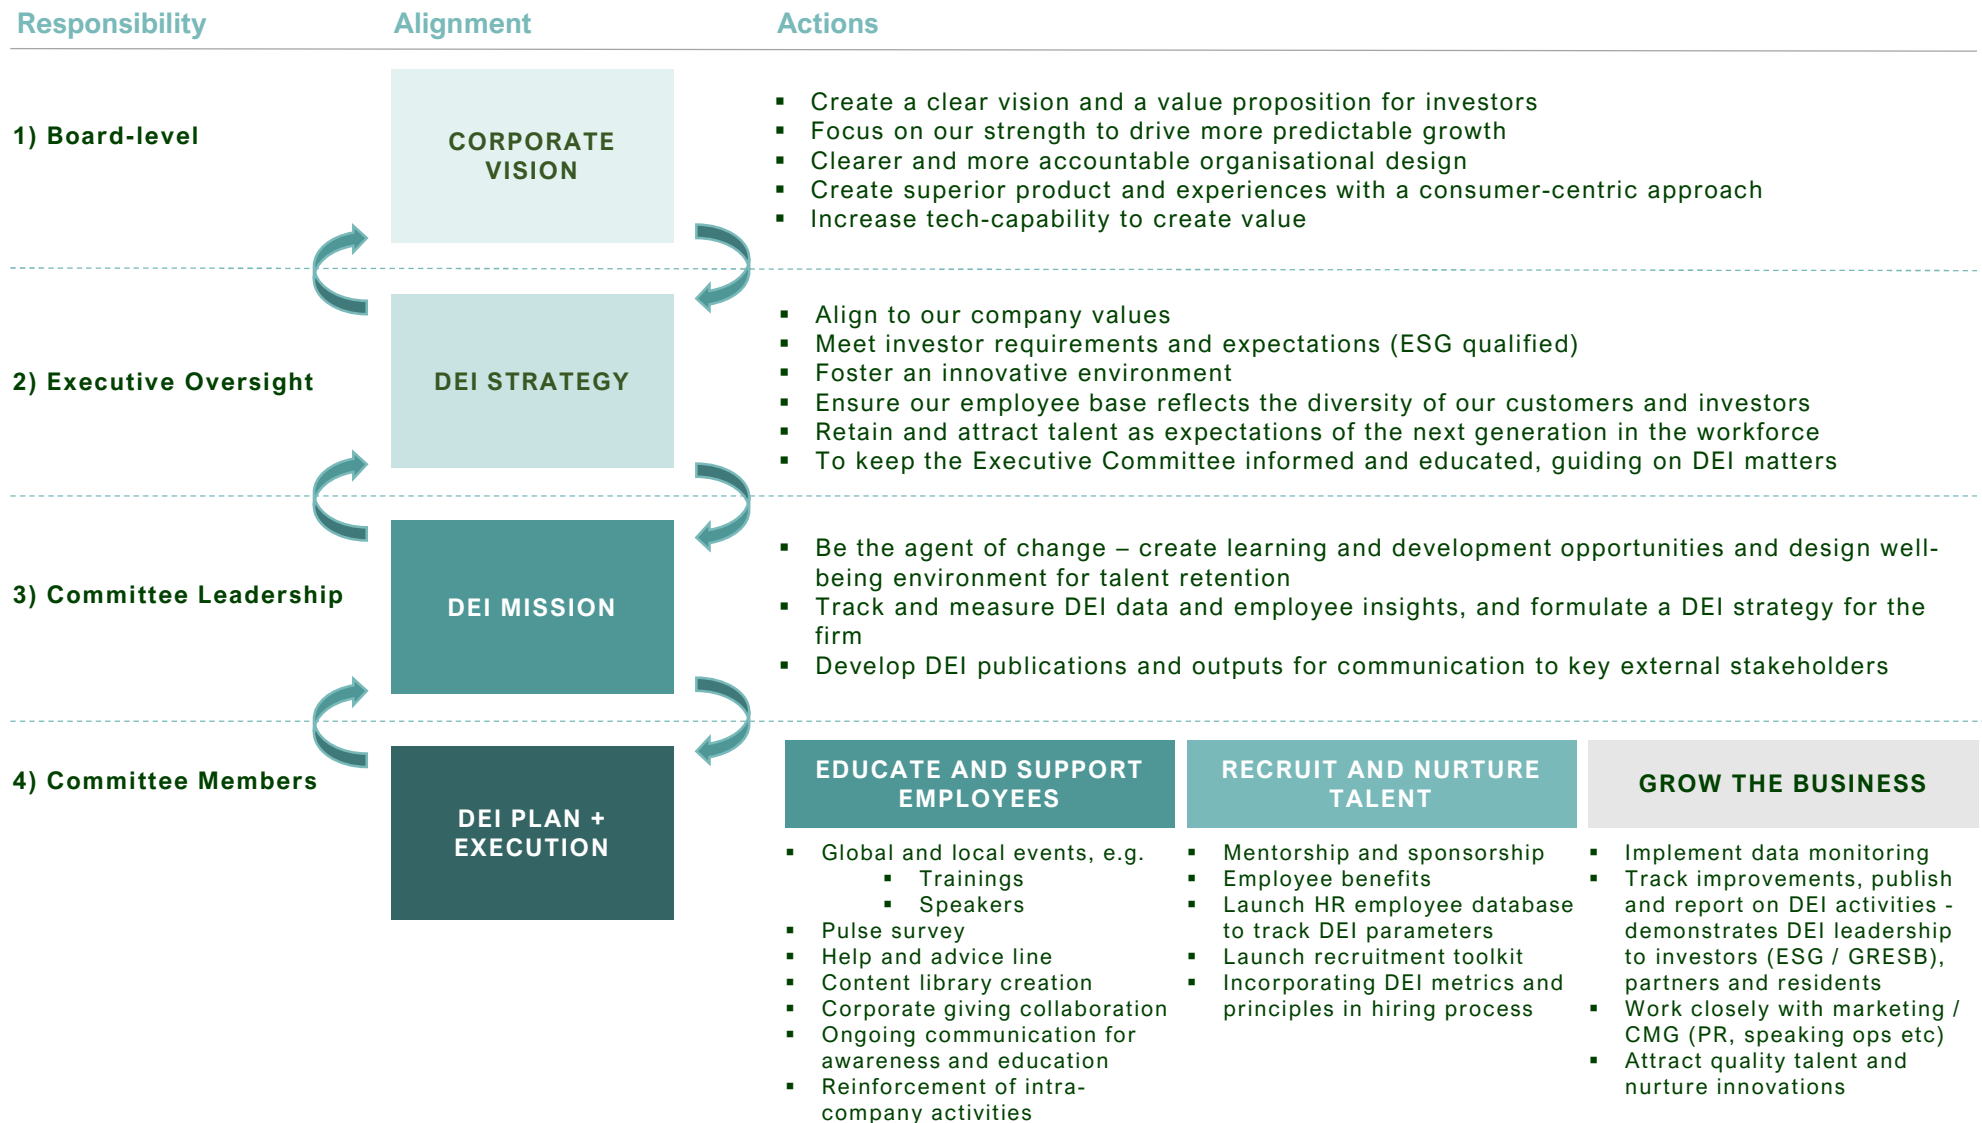 Responsibility
Alignment
Actions
1) Board-level
CORPORATE
VISION
▪ Create a clear vision and a value proposition for investors
▪ Focus on our strength to drive more predictable growth
▪ Clearer and more accountable organisational design
▪ Create superior product and experiences with a consumer-centric approach
▪ Increase tech-capability to create value
2) Executive Oversight
DEI STRATEGY
▪ Align to our company values
▪ Meet investor requirements and expectations (ESG qualified)
▪ Foster an innovative environment
▪ Ensure our employee base reflects the diversity of our customers and investors
▪ Retain and attract talent as expectations of the next generation in the workforce
▪ To keep the Executive Committee informed and educated, guiding on DEI matters
3) Committee Leadership
DEI MISSION
▪ Be the agent of change – create learning and development opportunities and design well-
being environment for talent retention
▪ Track and measure DEI data and employee insights, and formulate a DEI strategy for the
firm
▪ Develop DEI publications and outputs for communication to key external stakeholders
4) Committee Members
DEI PLAN +
EXECUTION
EDUCATE AND SUPPORT
EMPLOYEES
▪ Global and local events, e.g.
▪ Trainings
▪ Speakers
▪ Pulse survey
▪ Help and advice line
▪ Content library creation
▪ Corporate giving collaboration
▪ Ongoing communication for
awareness and education
▪ Reinforcement of intra-
company activities
RECRUIT AND NURTURE
TALENT
▪ Mentorship and sponsorship
▪ Employee benefits
▪ Launch HR employee database
to track DEI parameters
▪ Launch recruitment toolkit
▪ Incorporating DEI metrics and
principles in hiring process
GROW THE BUSINESS
▪ Implement data monitoring
▪ Track improvements, publish
and report on DEI activities -
demonstrates DEI leadership
to investors (ESG / GRESB),
partners and residents
▪ Work closely with marketing /
CMG (PR, speaking ops etc)
▪ Attract quality talent and
nurture innovations